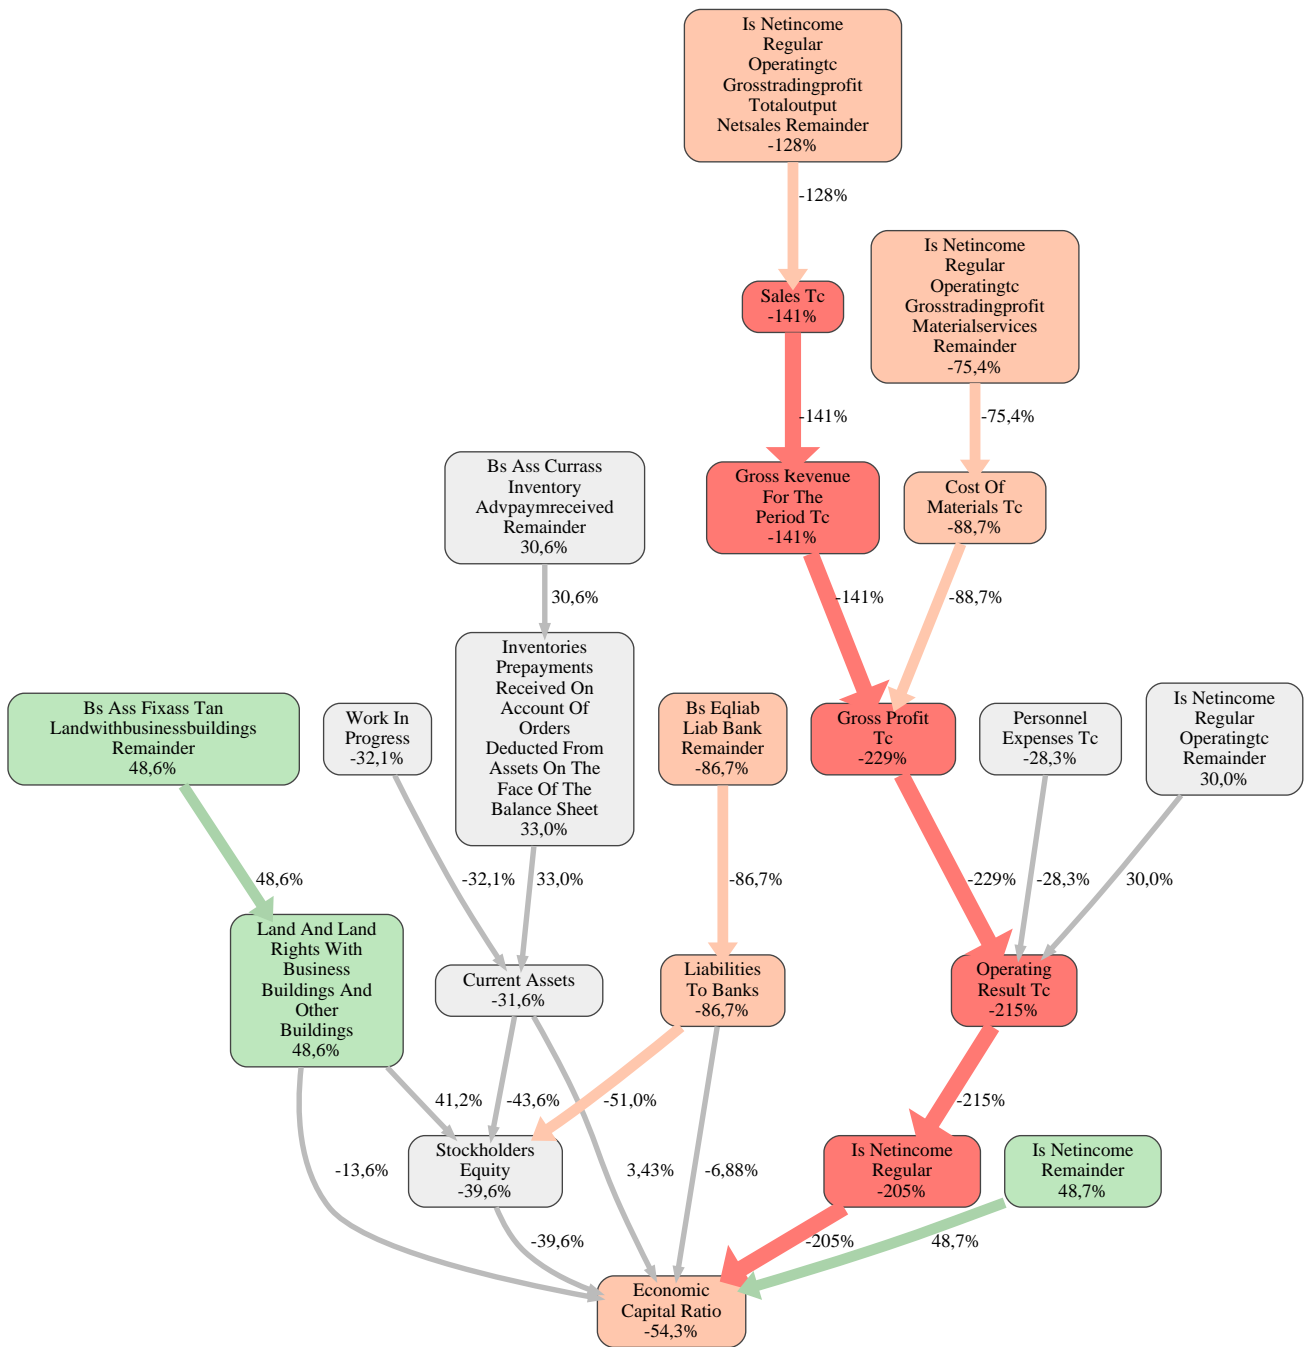 Is Netincome
Regular
Operatingtc
Grosstradingprofit
Totaloutput
Netsales Remainder
-128%
-128%
Is Netincome
Regular
Operatingtc
Grosstradingprofit
Materialservices
Remainder
-75,4%
Sales Tc
-141%
-141%
-75,4%
Bs Ass Currass
Inventory
Advpaymreceived
Remainder
30,6%
Gross Revenue
For The
Period Tc
-141%
Cost Of
Materials Tc
-88,7%
30,6%
-141%
-88,7%
Bs Ass Fixass Tan
Landwithbusinessbuildings
Remainder
48,6%
Work In
Progress
-32,1%
Inventories
Prepayments
Received On
Account Of
Orders
Deducted From
Assets On The
Face Of The
Balance Sheet
33,0%
Bs Eqliab
Liab Bank
Remainder
-86,7%
Gross Profit
Tc
-229%
Personnel
Expenses Tc
-28,3%
Is Netincome
Regular
Operatingtc
Remainder
30,0%
48,6%
-32,1%
33,0%
-86,7%
-229%
-28,3%
30,0%
Land And Land
Rights With
Business
Buildings And
Other
Buildings
48,6%
Current Assets
-31,6%
Liabilities
To Banks
-86,7%
Operating
Result Tc
-215%
41,2%
-43,6%
-51,0%
-215%
-13,6%
Stockholders
Equity
-39,6%
3,43%
-6,88%
Is Netincome
Regular
-205%
Is Netincome
Remainder
48,7%
-39,6%
-205%
48,7%
Economic
Capital Ratio
-54,3%